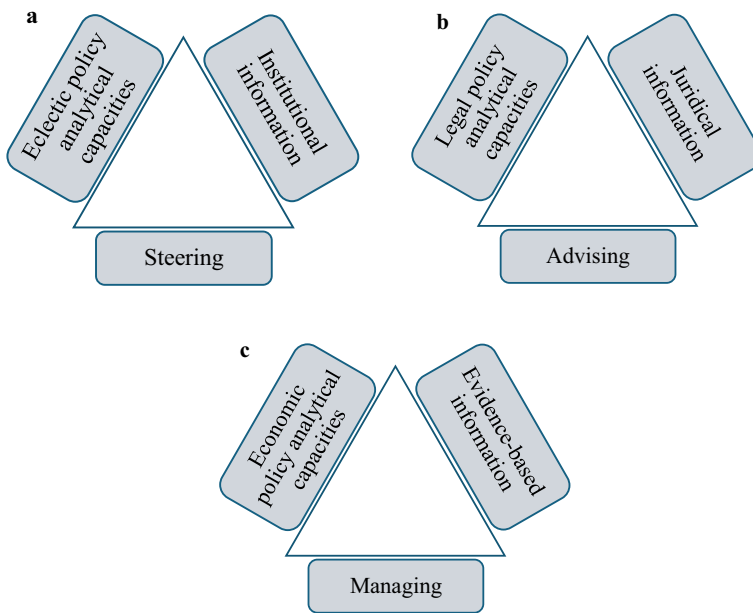 a
Eclectic policy
analytical
capacities
Institutional
information
Steering
b
Legal policy
analytical
capacities
Juridical
information
Advising
c
Economic
policy analytical
capacities
Evidence-based
information
Managing